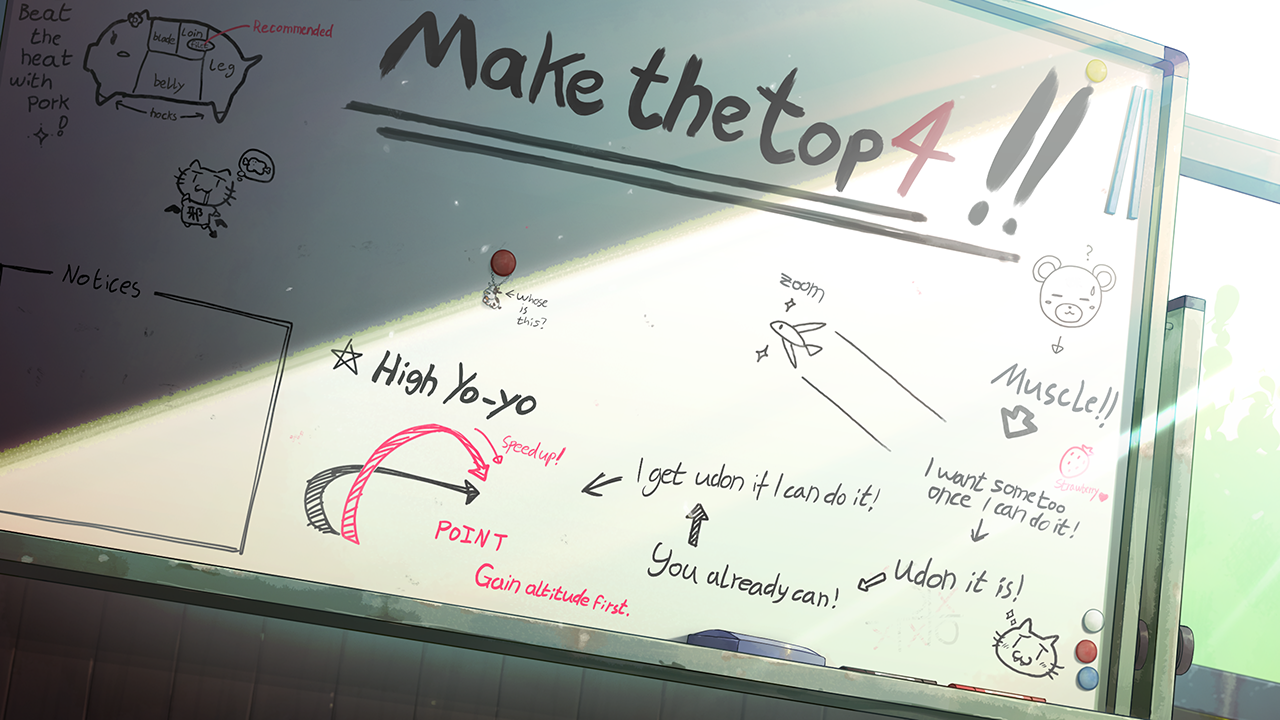 Beat
the
heat
with
Pork
!?
blade
Loin
belly
leg
hocks
Recommended
邪
Make the top 4!!
Notices
←whose
is
this?
zoom
?
Muscle!!
☆ High Yo-yo
Speed up!
POINT
Gain altitude first.
I get udon if I can do it!
You already can!
I want some too
once I can do it!
Strawberry♥
Udon it is!